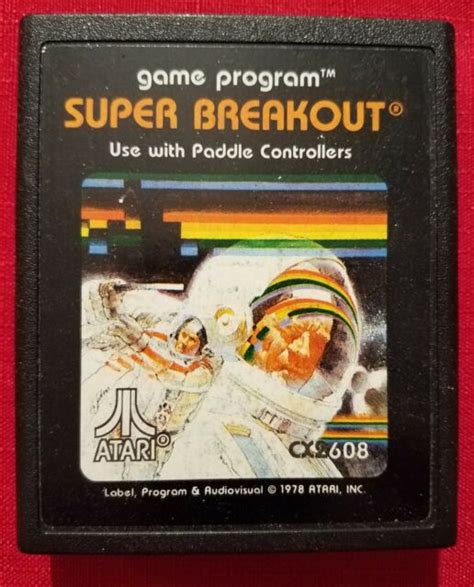 game program™
SUPER BREAKOUT®
Use with Paddle Controllers
ATARI®
CX2608
Label, Program & Audiovisual © 1978 ATARI, INC.